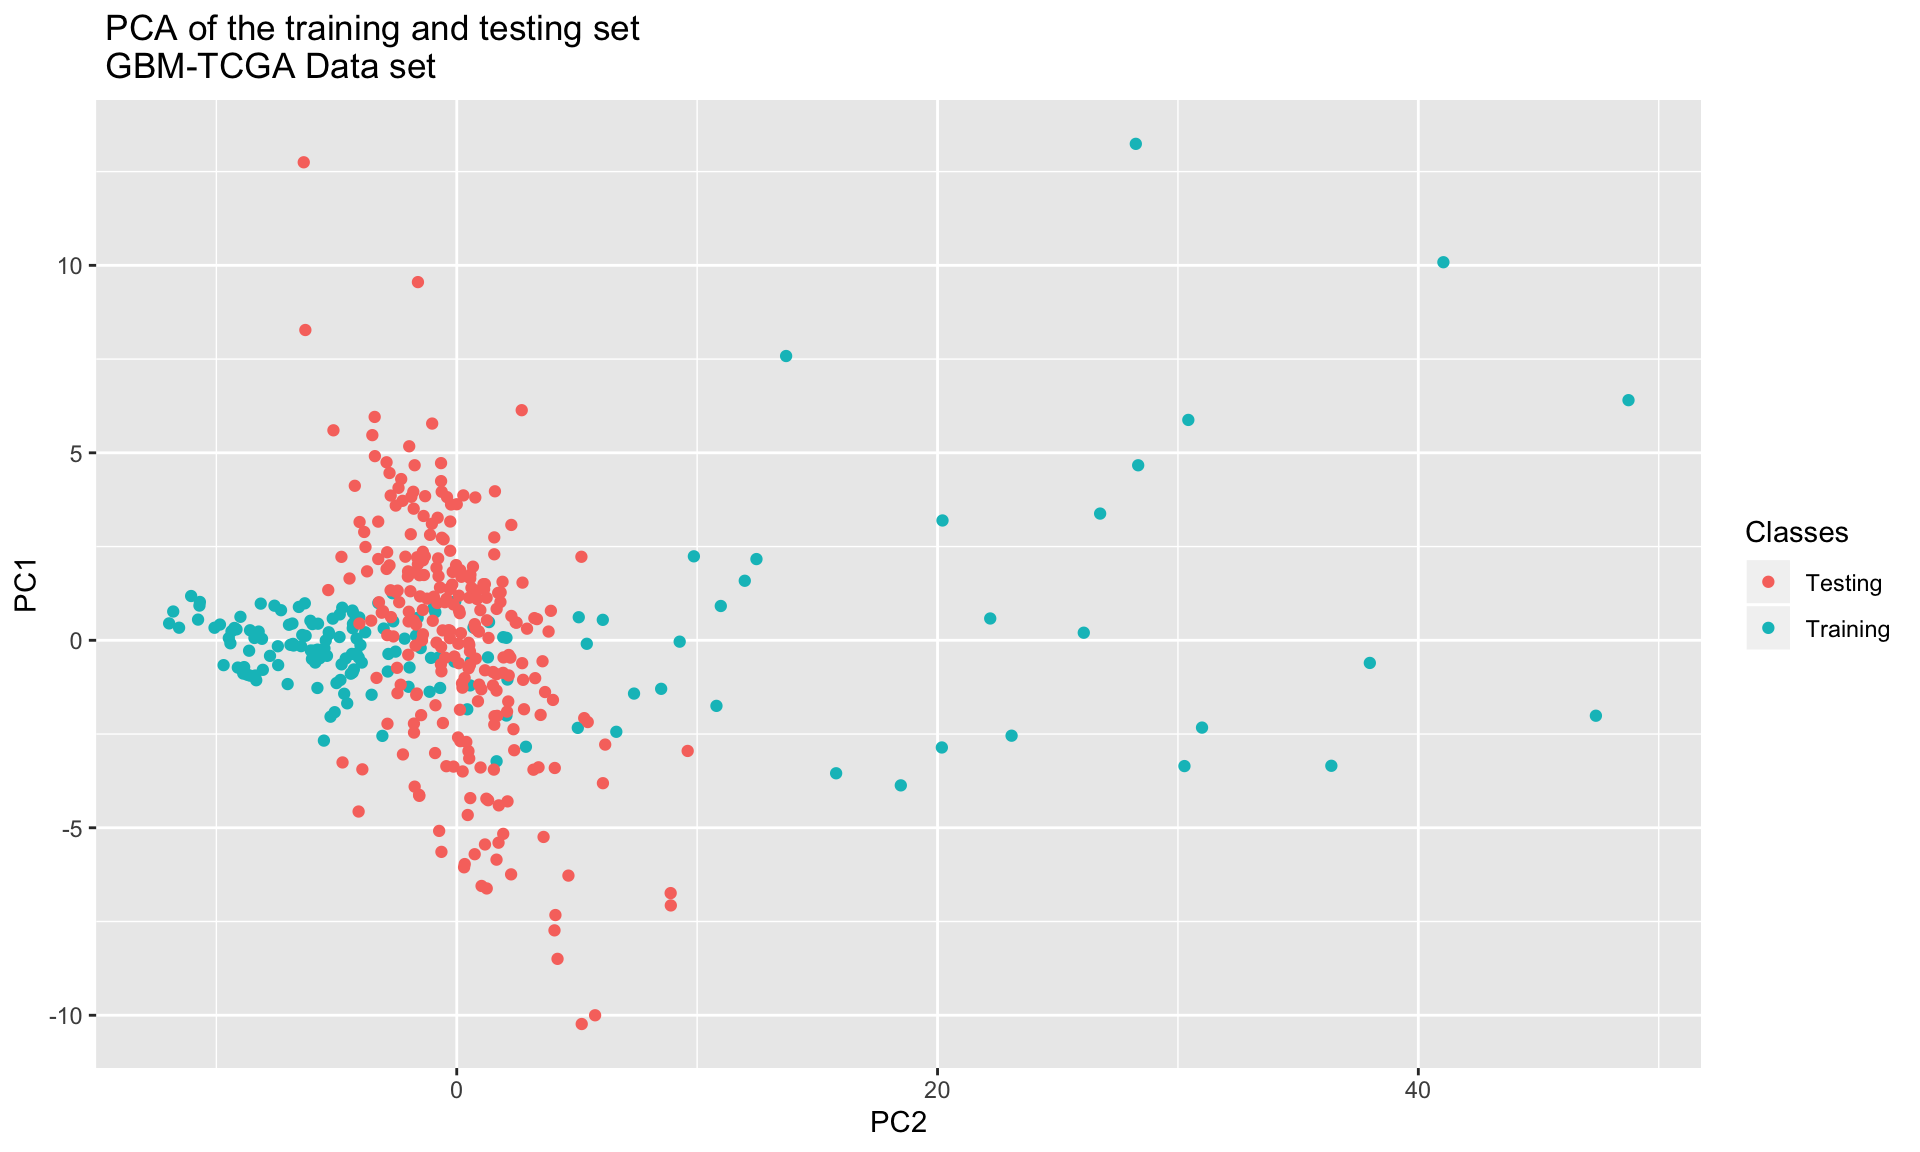 PCA of the training and testing set
GBM-TCGA Data set
10
5
0
-5
-10
PC1
0
20
40
PC2
Classes
Testing
Training